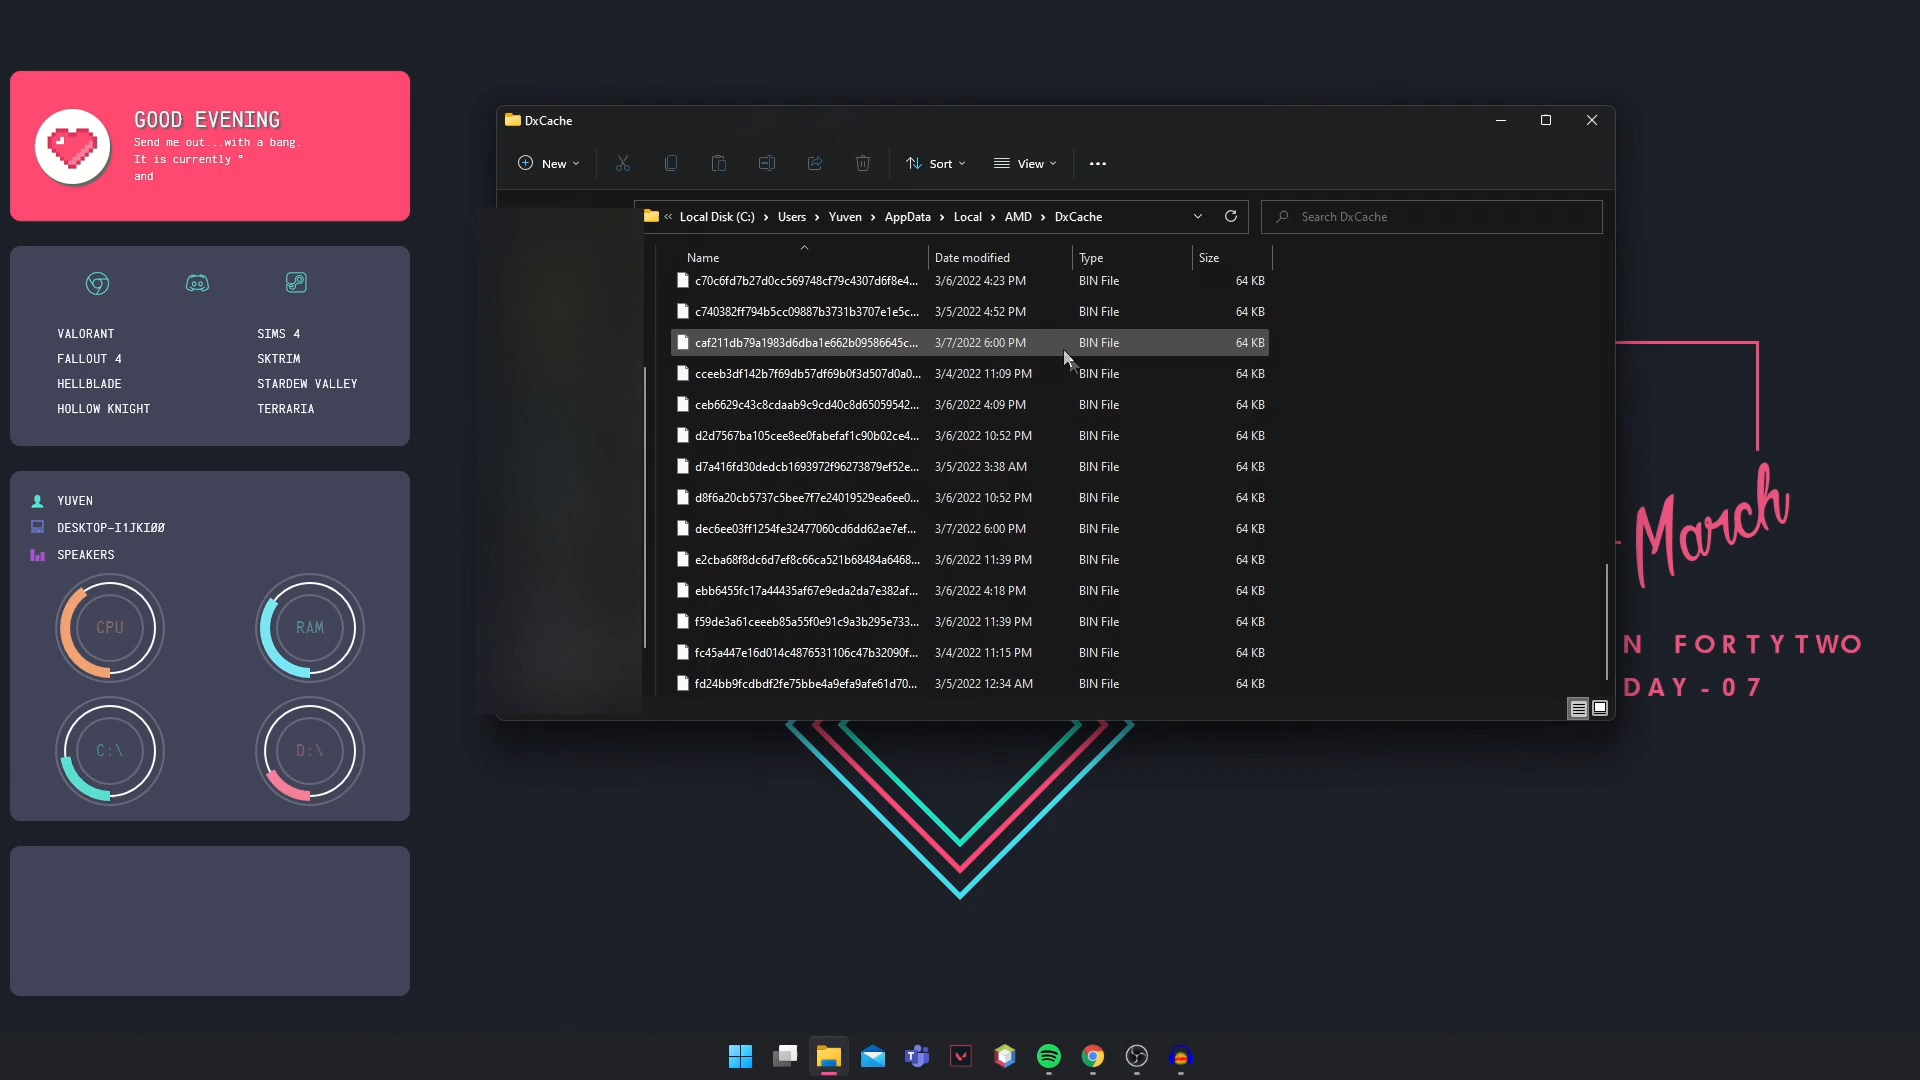 GOOD EVENING
Send me out...with a bang.
It is currently °
and
VALORANT
SIMS 4
FALLOUT 4
SKTRIM
HELLBLADE
STARDEW VALLEY
HOLLOW KNIGHT
TERRARIA
YUVEN
DESKTOP-I1JKI00
SPEAKERS
CPU
RAM
C:\
D:\
DxCache
New
Sort
View
« Local Disk (C:) › Users › Yuven › AppData › Local › AMD › DxCache
Search DxCache
Name Date modified Type Size
c70c6fd7b27d0cc569748cf79c4307d6f8e4... 3/6/2022 4:23 PM BIN File 64 KB
c740382ff794b5cc09887b3731b3707e1e5c... 3/5/2022 4:52 PM BIN File 64 KB
caf211db79a1983d6dba1e662b09586645c... 3/7/2022 6:00 PM BIN File 64 KB
cceeb3df142b7f69db57df69b0f3d507d0a0... 3/4/2022 11:09 PM BIN File 64 KB
ceb6629c43c8cdaab9c9cd40c8d65059542... 3/6/2022 4:09 PM BIN File 64 KB
d2d7567ba105cee8ee0fabefaf1c90b02ce4... 3/6/2022 10:52 PM BIN File 64 KB
d7a416fd30dedcb1693972f96273879ef52e... 3/5/2022 3:38 AM BIN File 64 KB
d8f6a20cb5737c5bee7f7e24019529ea6ee0... 3/6/2022 10:52 PM BIN File 64 KB
dec6ee03ff1254fe32477060cd6dd62ae7ef... 3/7/2022 6:00 PM BIN File 64 KB
e2cba68f8dc6d7ef8c66ca521b68484a6468... 3/6/2022 11:39 PM BIN File 64 KB
ebb6455fc17a44435af67e9eda2da7e382af... 3/6/2022 4:18 PM BIN File 64 KB
f59de3a61ceeeb85a55f0e91c9a3b295e733... 3/6/2022 11:39 PM BIN File 64 KB
fc45a447e16d014c4876531106c47b32090f... 3/4/2022 11:15 PM BIN File 64 KB
fd24bb9fcdbdf2fe75bbe4a9efa9afe61d70... 3/5/2022 12:34 AM BIN File 64 KB
March
N FORTYTWO
DAY-07